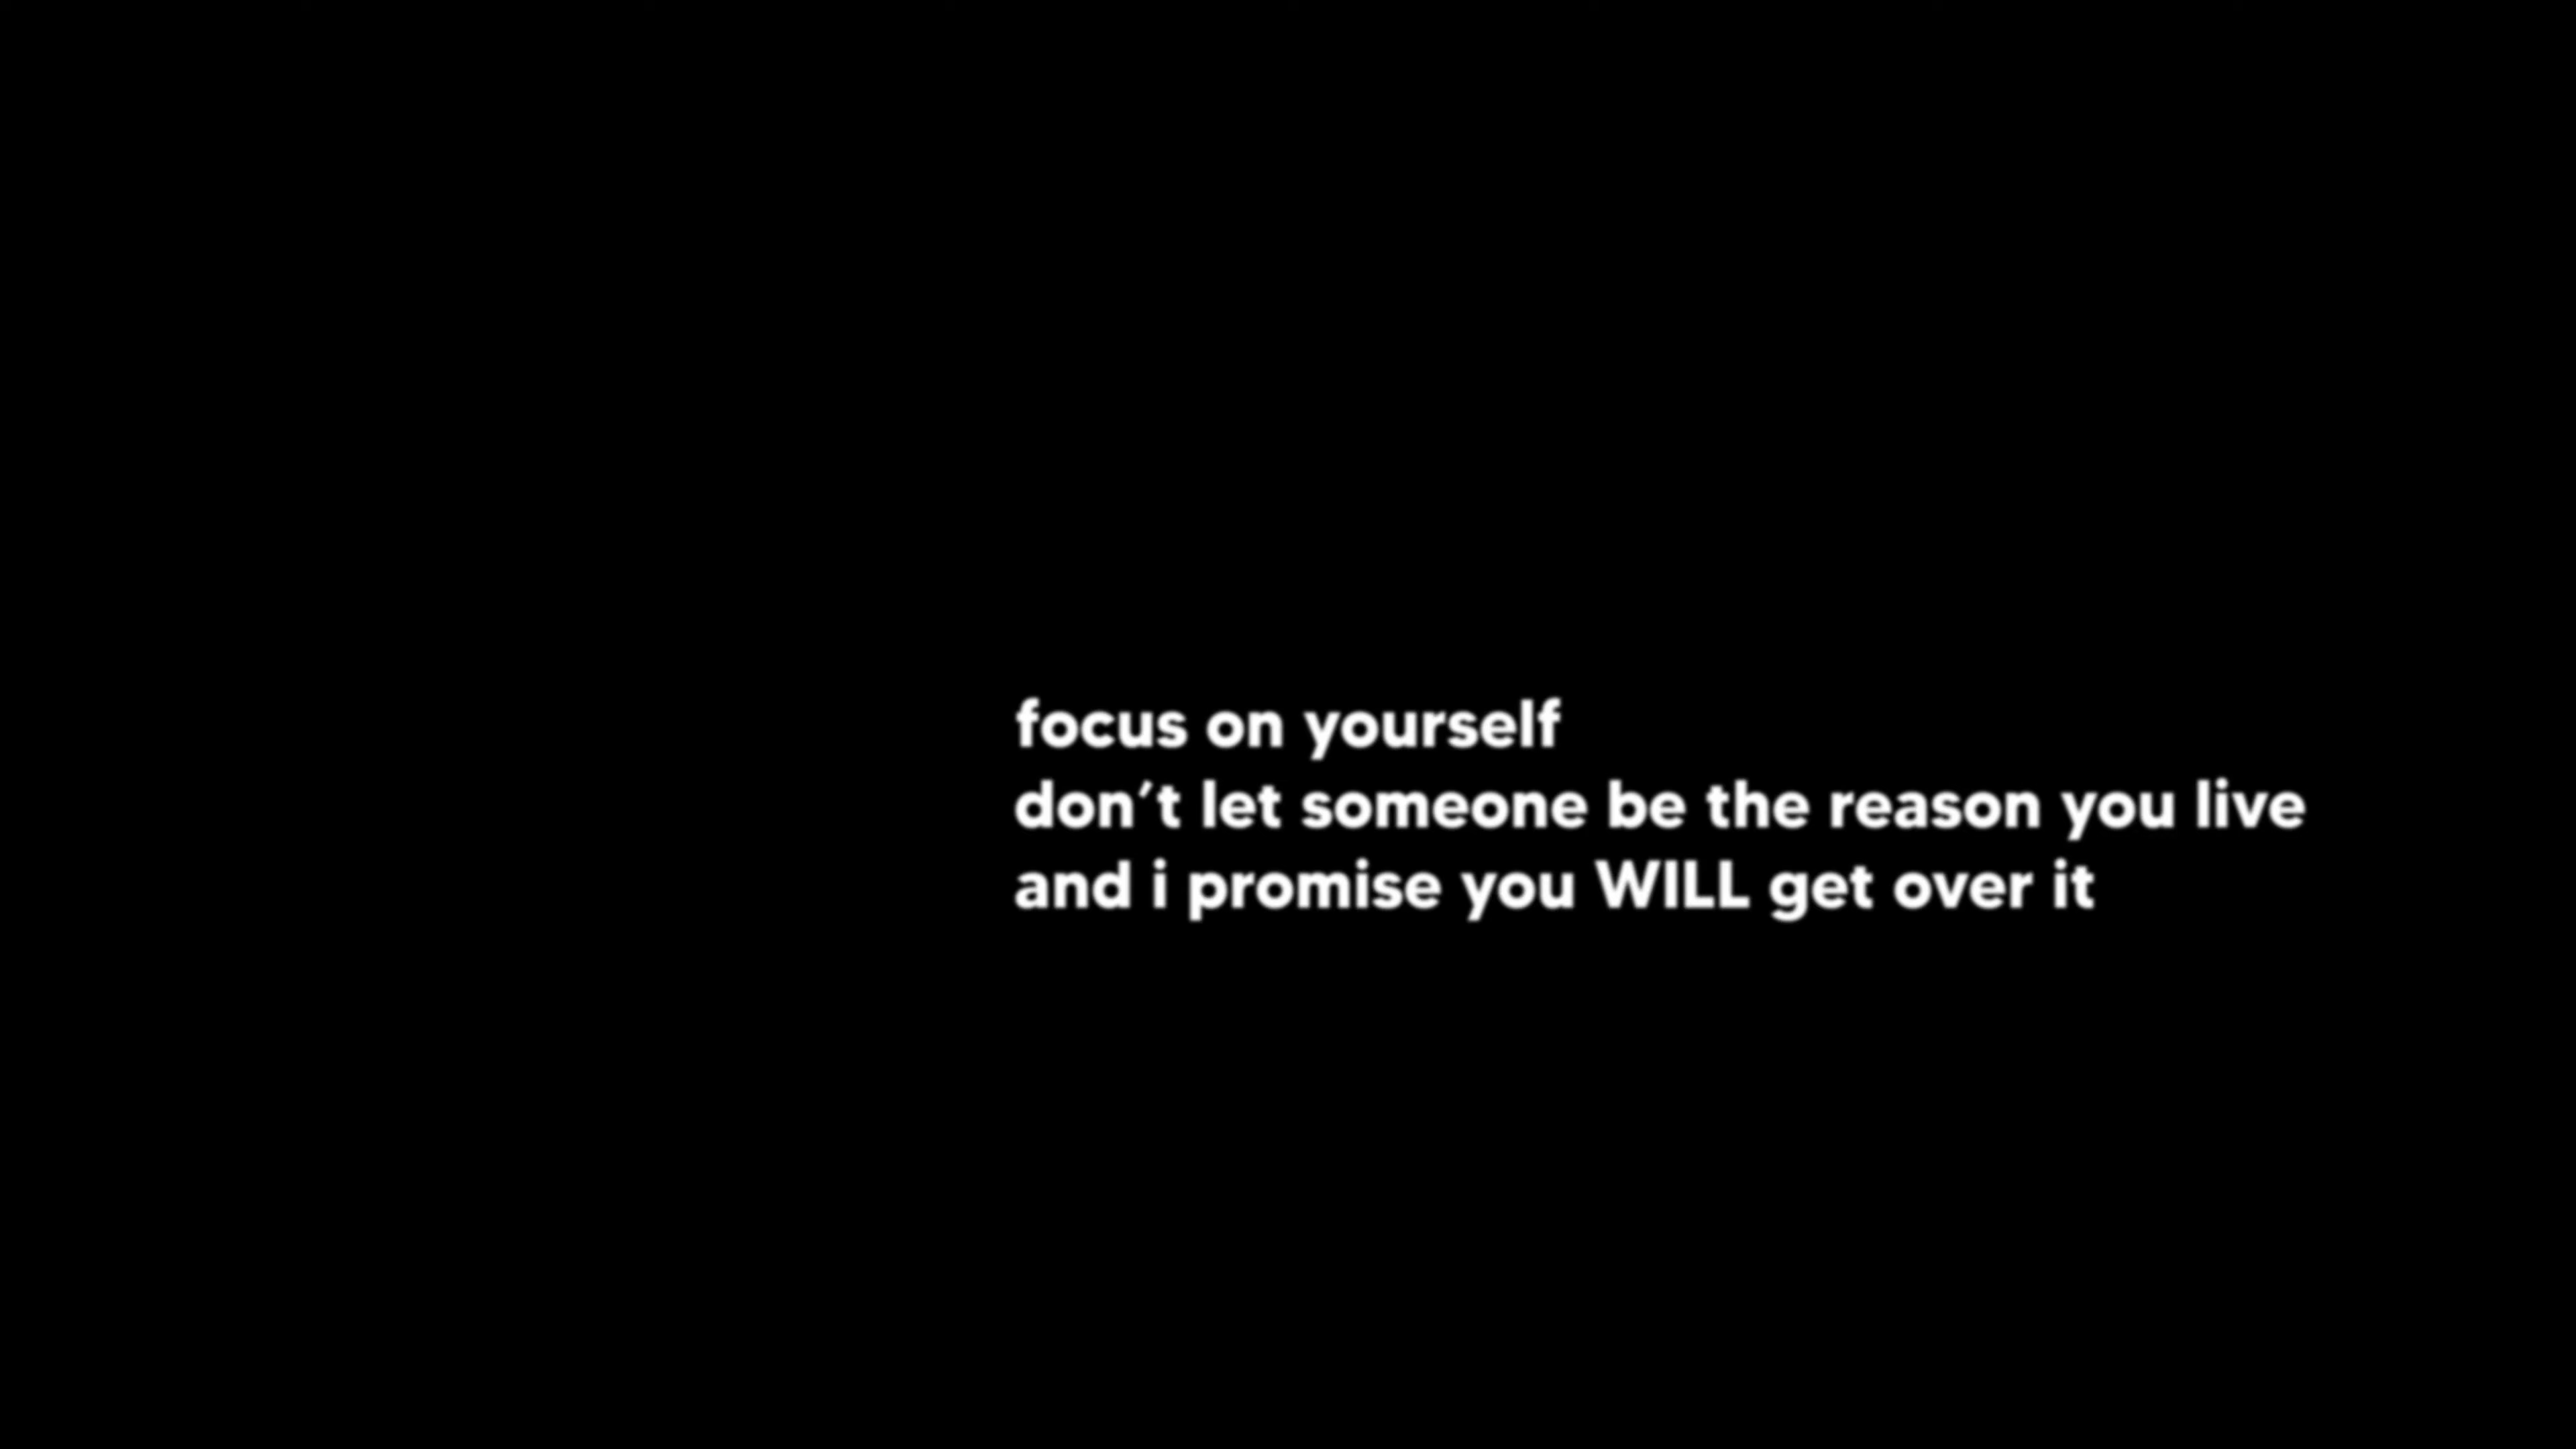 focus on yourself
don’t let someone be the reason you live
and i promise you WILL get over it